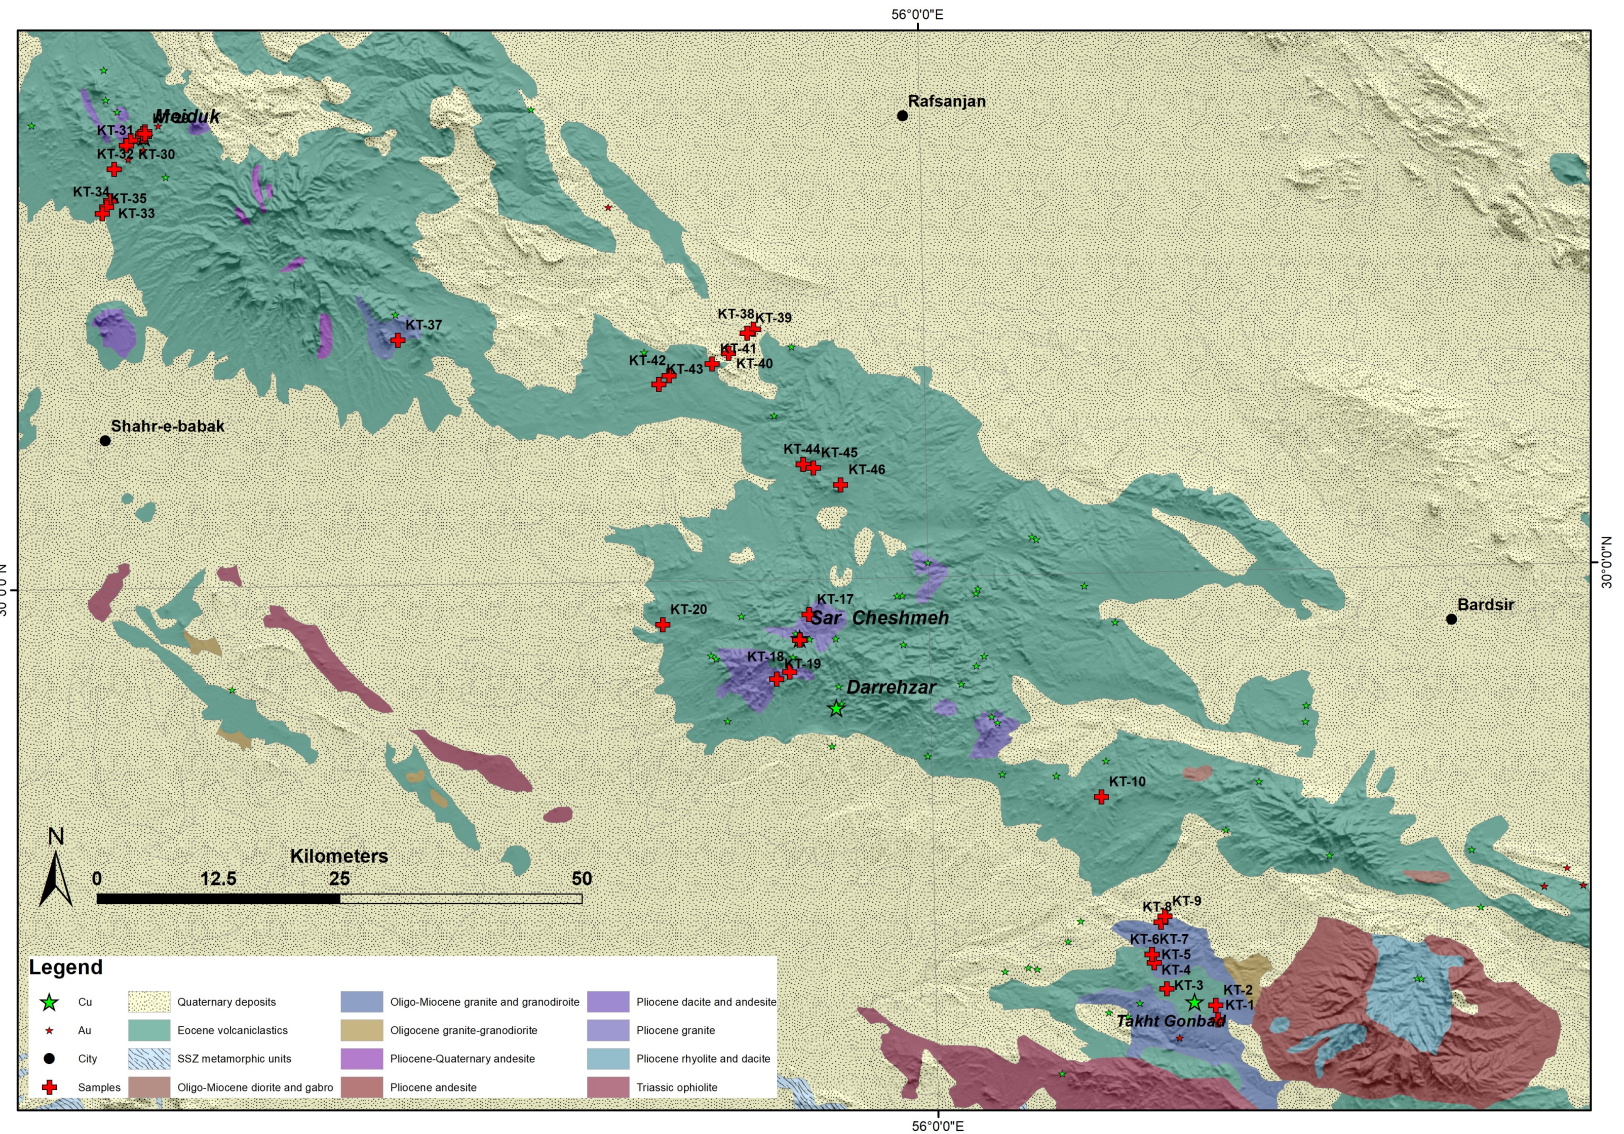 56°0'0"E
Rafsanjan
Meiduk
KT-31
KT-32
KT-30
KT-34
KT-35
KT-33
KT-38
KT-39
KT-37
KT-41
KT-42
KT-40
KT-43
Shahr-e-babak
KT-44
KT-45
KT-46
30°0'0"N
KT-17
Bardsir
KT-20
Sar Cheshmeh
KT-18
KT-19
Darrehzar
KT-10
N
Kilometers
0 12.5 25 50
KT-9
KT-8
KT-6
KT-7
KT-5
KT-4
KT-3
KT-2
KT-1
Takht Gonbad
Legend
Cu
Au
City
Samples
Quaternary deposits
Eocene volcaniclastics
SSZ metamorphic units
Oligo-Miocene diorite and gabro
Oligo-Miocene granite and granodiroite
Oligocene granite-granodiorite
Pliocene-Quaternary andesite
Pliocene andesite
Pliocene dacite and andesite
Pliocene granite
Pliocene rhyolite and dacite
Triassic ophiolite
56°0'0"E